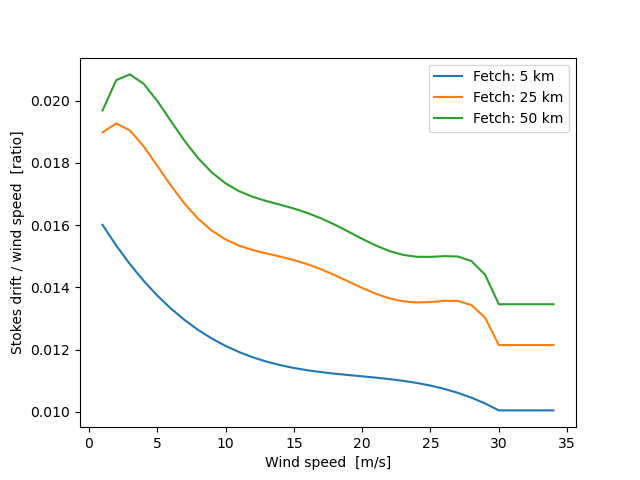 Fetch: 5 km
Fetch: 25 km
Fetch: 50 km
Stokes drift / wind speed  [ratio]
0.020
0.018
0.016
0.014
0.012
0.010
0 5 10 15 20 25 30 35
Wind speed  [m/s]